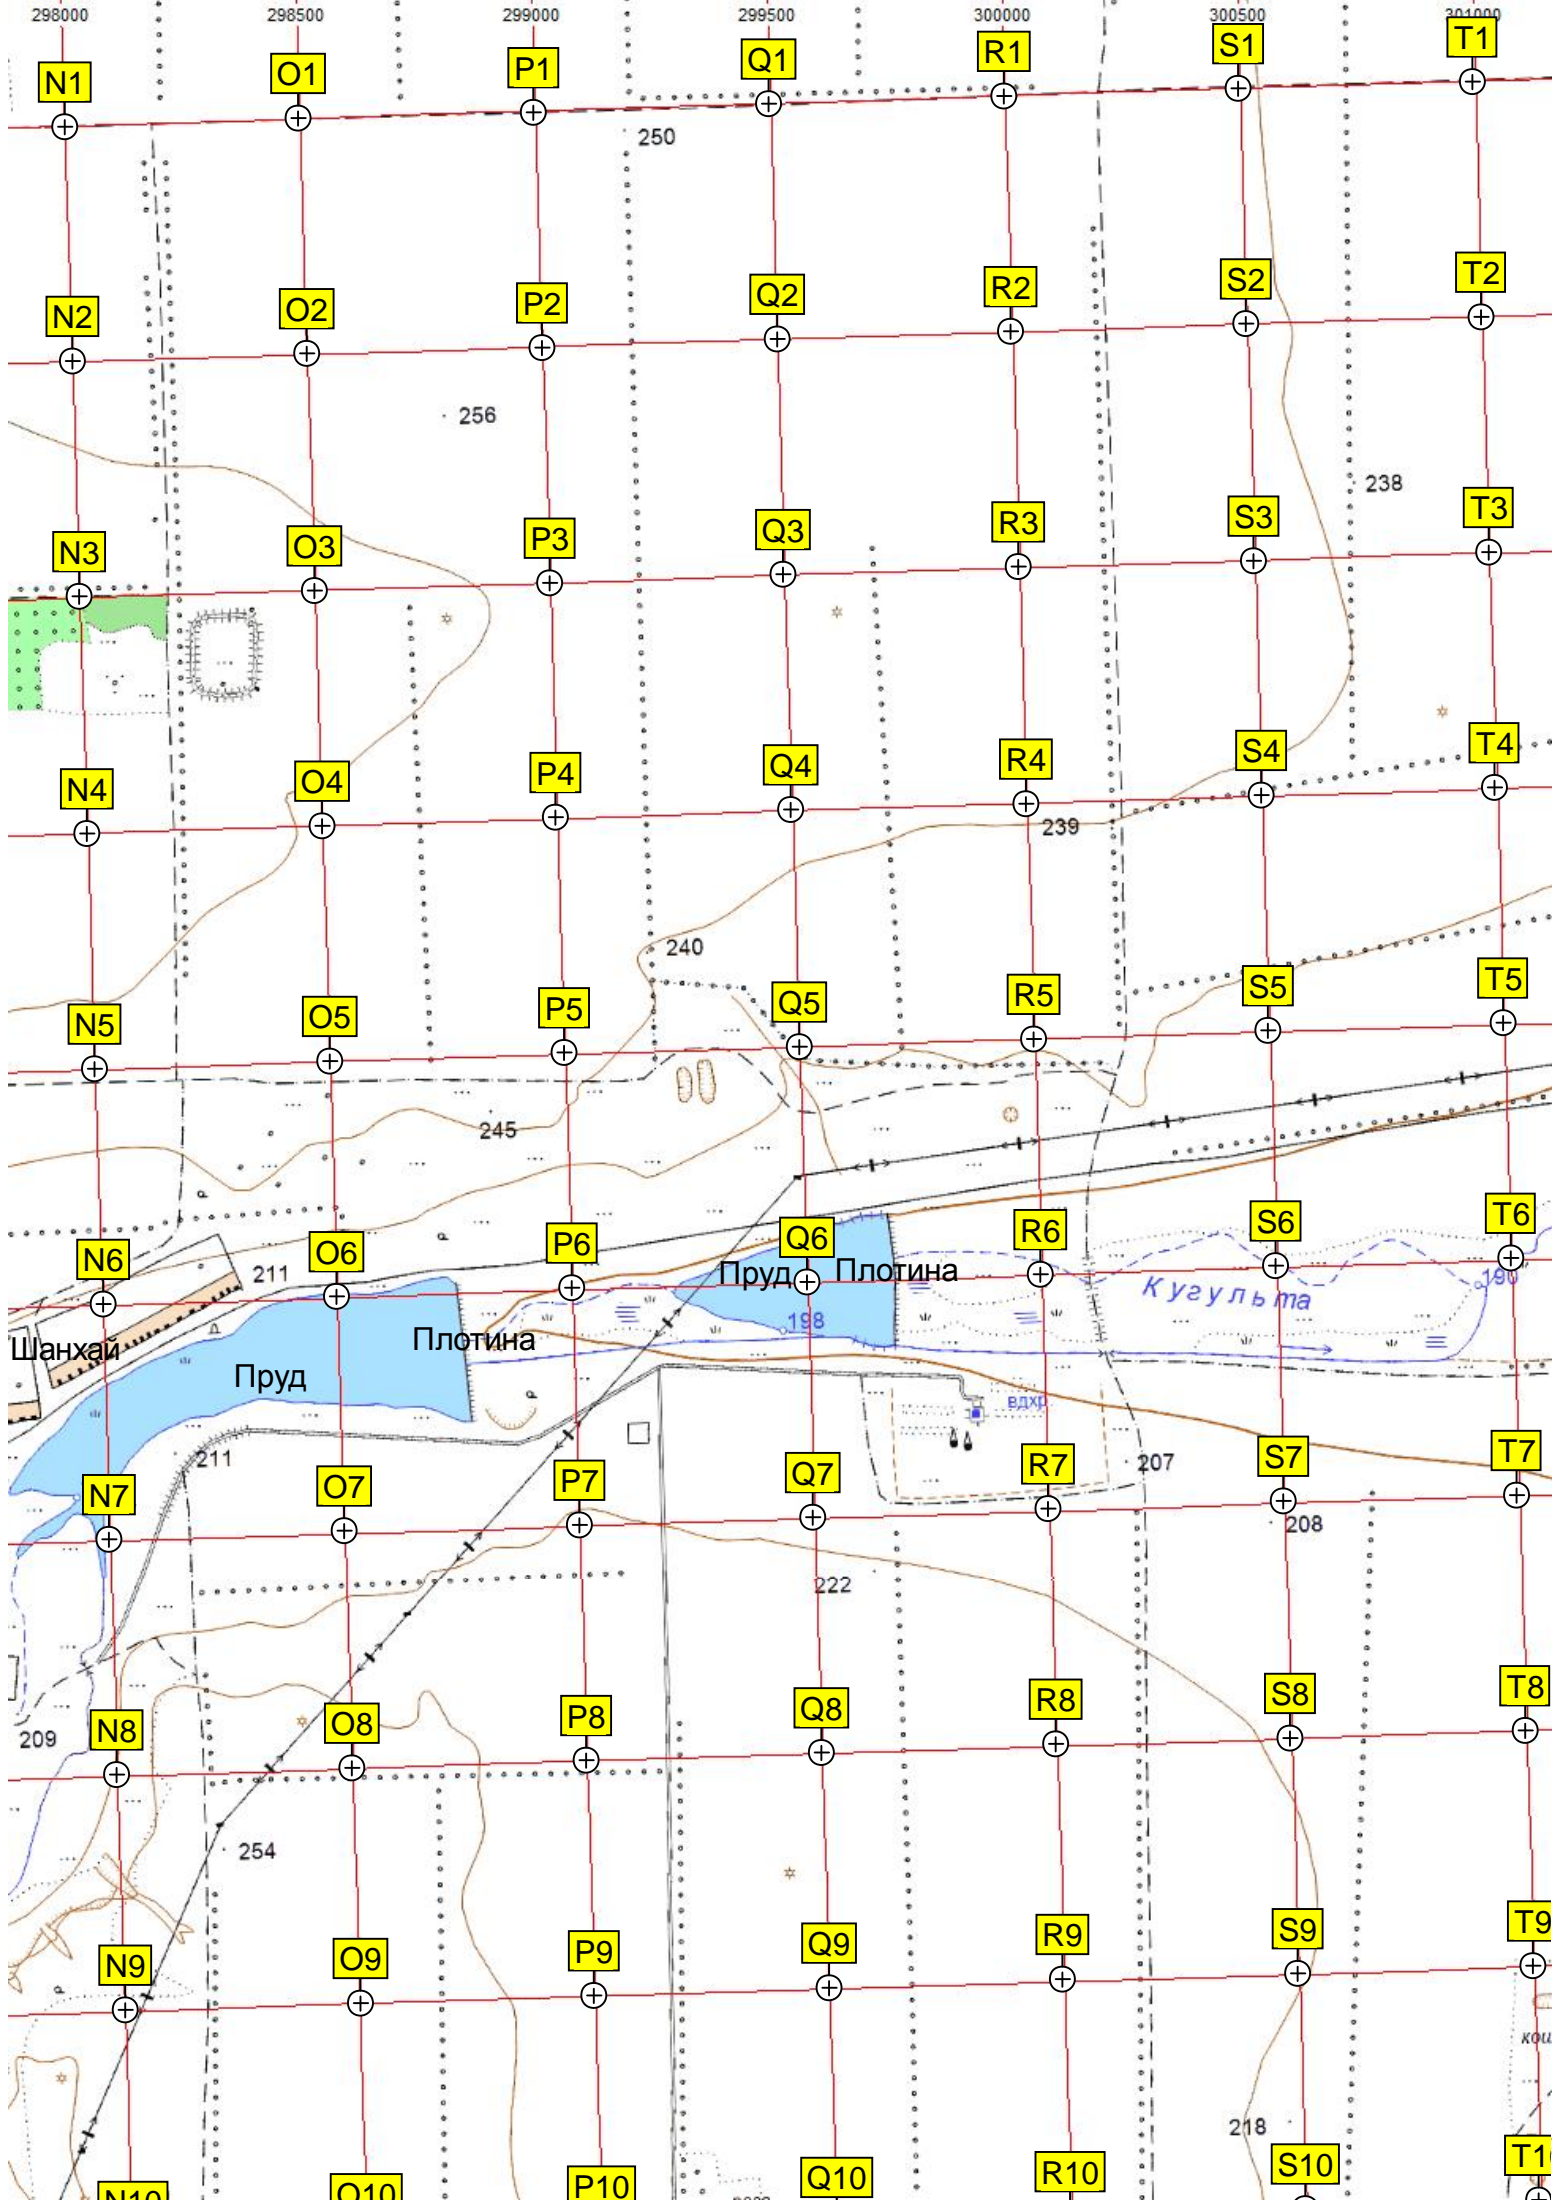 298000 298500 299000 299500 300000 300500 301000
N1 O1 P1 Q1 R1 S1 T1
250
N2 O2 P2 Q2 R2 S2 T2
256
238
N3 O3 P3 Q3 R3 S3 T3
N4 O4 P4 Q4 R4 S4 T4
239
240
N5 O5 P5 Q5 R5 S5 T5
245
N6 O6 P6 Q6 R6 S6 T6
211 Пруд Плотина Кугульта 190
198
Шанхай Плотина
Пруд
вдхр
211 207
N7 O7 P7 Q7 R7 S7 T7
208
222
N8 O8 P8 Q8 R8 S8 T8
209
254
N9 O9 P9 Q9 R9 S9 T9
218
N10 O10 P10 Q10 R10 S10